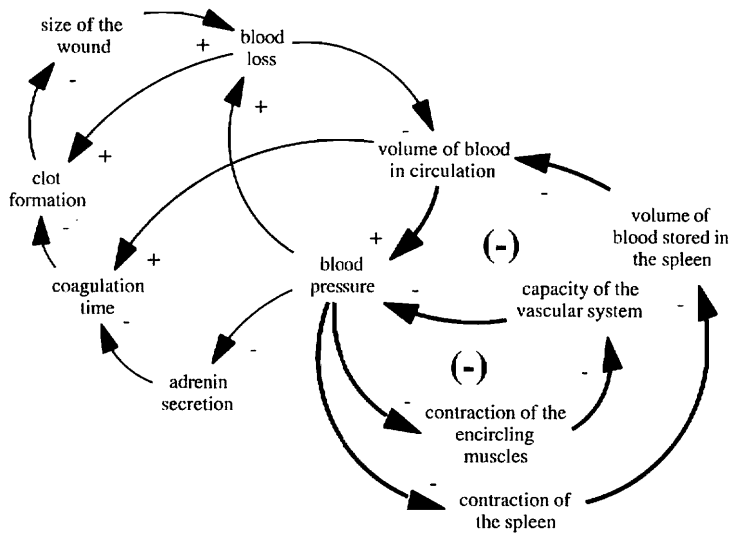 size of the
wound
+
blood
loss
-
+
+
clot
formation
-
-
volume of blood
in circulation
-
volume of
blood stored in
the spleen
+
blood
pressure
(-)
+
coagulation
time
-
-
capacity of the
vascular system
-
-
adrenin
secretion
(-)
-
-
contraction of the
encircling
muscles
-
contraction of
the spleen